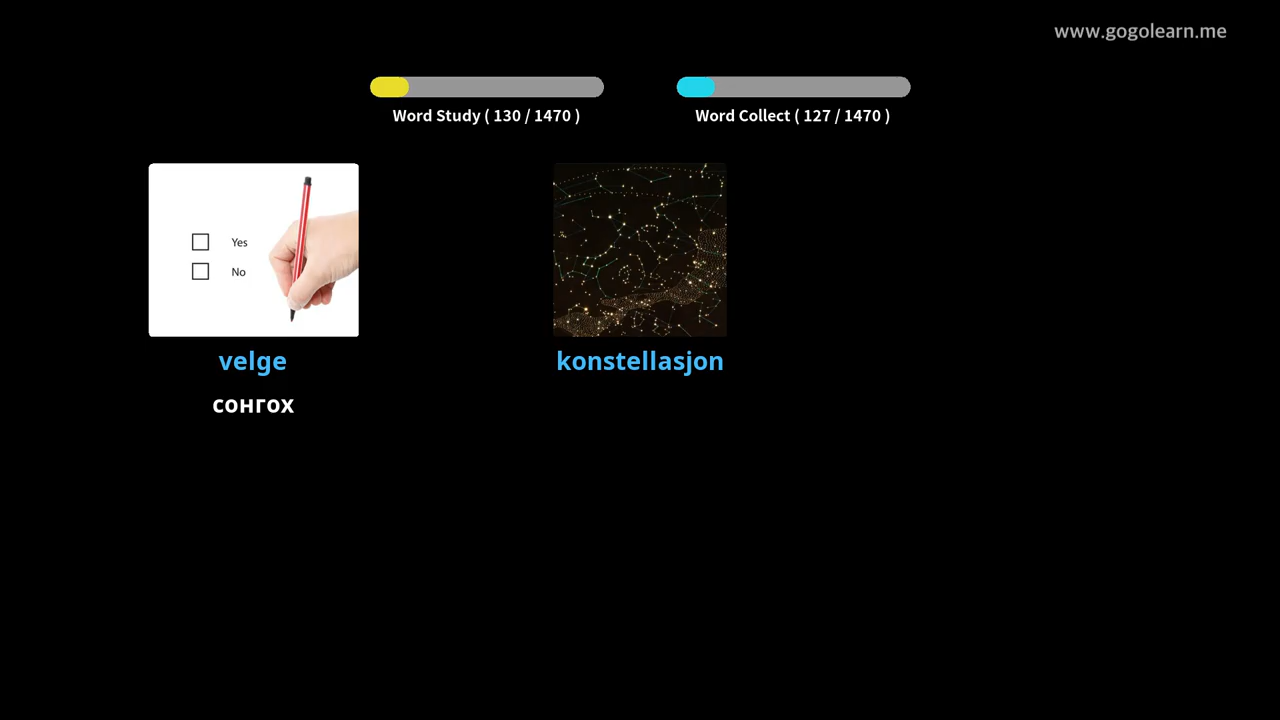 www.gogolearn.me
Word Study ( 130 / 1470 )
Word Collect ( 127 / 1470 )
Yes
No
velge
konstellasjon
сонгох